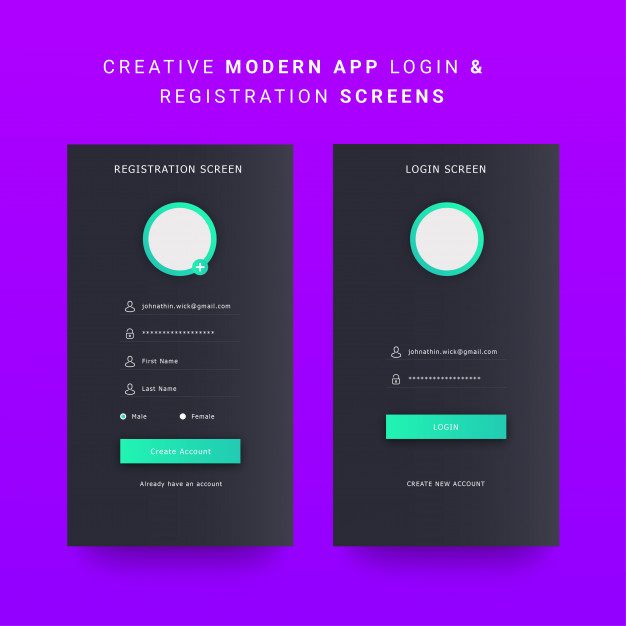 CREATIVE MODERN APP LOGIN &
REGISTRATION SCREENS
REGISTRATION SCREEN
johnathin.wick@gmail.com
******************
First Name
Last Name
Male Female
Create Account
Already have an account
LOGIN SCREEN
johnathin.wick@gmail.com
******************
LOGIN
CREATE NEW ACCOUNT